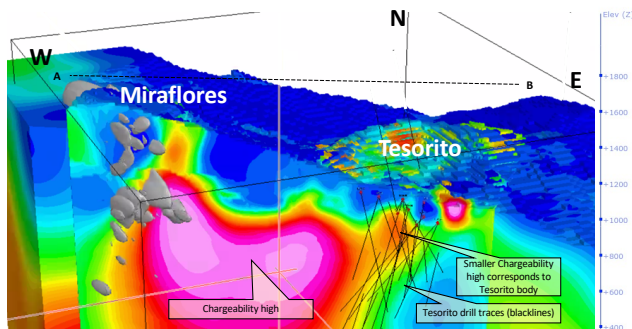 N
Elev (Z)
W
E
A
B
Miraflores
Tesorito
+1800
+1600
+1400
+1200
+1000
+800
+600
+400
Smaller Chargeability
high corresponds to
Tesorito body
Chargeability high
Tesorito drill traces (blacklines)